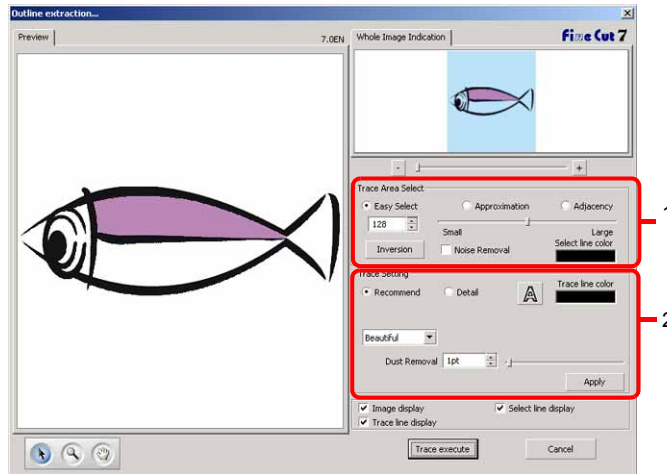 Outline extraction...
Preview
7.0EN
Whole Image Indication
Fine Cut 7
- +
Trace Area Select
Easy Select Approximation Adjacency
128
Small Large
Inversion Noise Removal Select line color
1
Trace Setting
Recommend Detail A Trace line color
2
Beautiful
Dust Removal 1pt
Apply
Image display Select line display
Trace line display
Trace execute Cancel